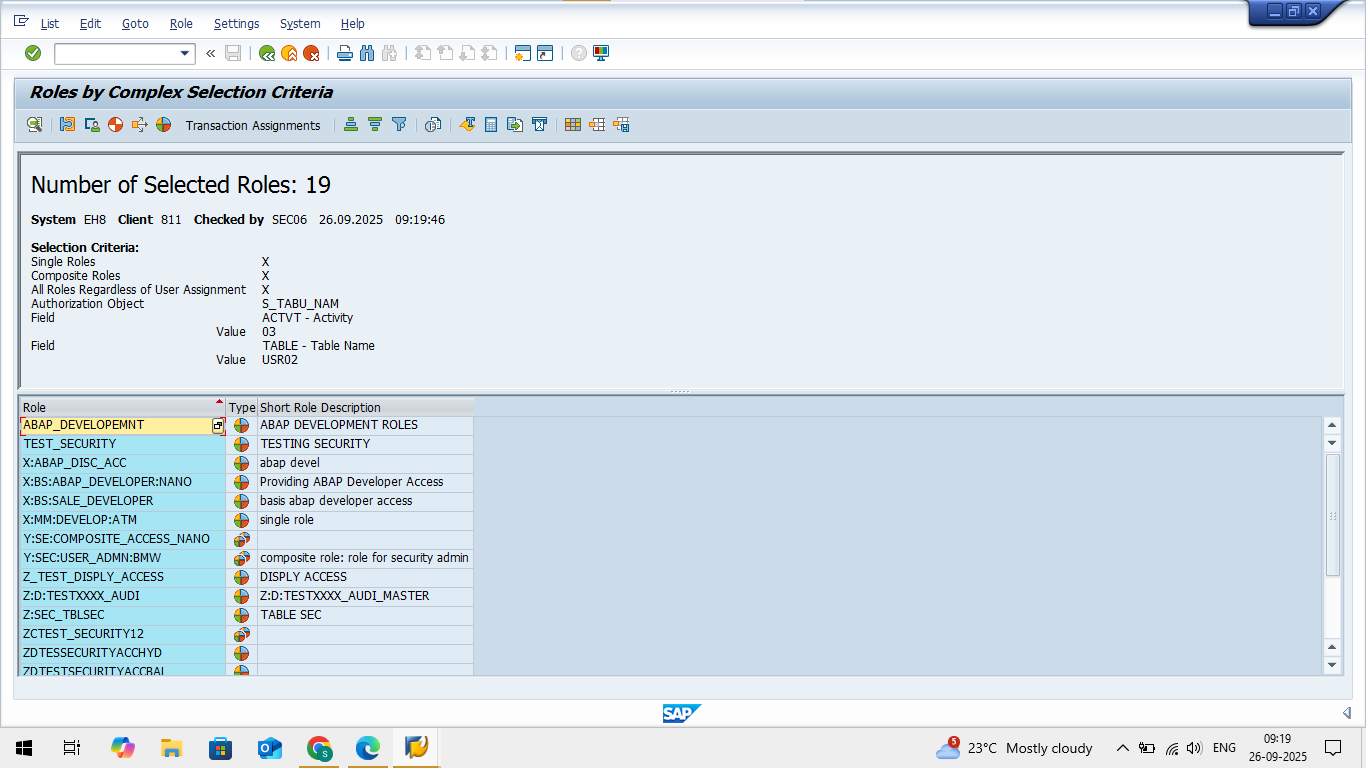 List Edit Goto Role Settings System Help
Roles by Complex Selection Criteria
Transaction Assignments
Number of Selected Roles: 19
System EH8 Client 811 Checked by SEC06 26.09.2025 09:19:46
Selection Criteria:
Single Roles X
Composite Roles X
All Roles Regardless of User Assignment X
Authorization Object S_TABU_NAM
Field ACTVT - Activity
Value 03
Field TABLE - Table Name
Value USR02
Role Type Short Role Description
ABAP_DEVELOPEMNT ABAP DEVELOPMENT ROLES
TEST_SECURITY TESTING SECURITY
X:ABAP_DISC_ACC abap devel
X:BS:ABAP_DEVELOPER:NANO Providing ABAP Developer Access
X:BS:SALE_DEVELOPER basis abap developer access
X:MM:DEVELOP:ATM single role
Y:SE:COMPOSITE_ACCESS_NANO
Y:SEC:USER_ADMN:BMW composite role: role for security admin
Z_TEST_DISPLY_ACCESS DISPLY ACCESS
Z:D:TESTXXXX_AUDI Z:D:TESTXXXX_AUDI_MASTER
Z:SEC_TBLSEC TABLE SEC
ZCTEST_SECURITY12
ZDTESSECURITYACCHYD
ZDTESTSECURITYACCBAL
SAP
5 23°C Mostly cloudy ENG 09:19
26-09-2025